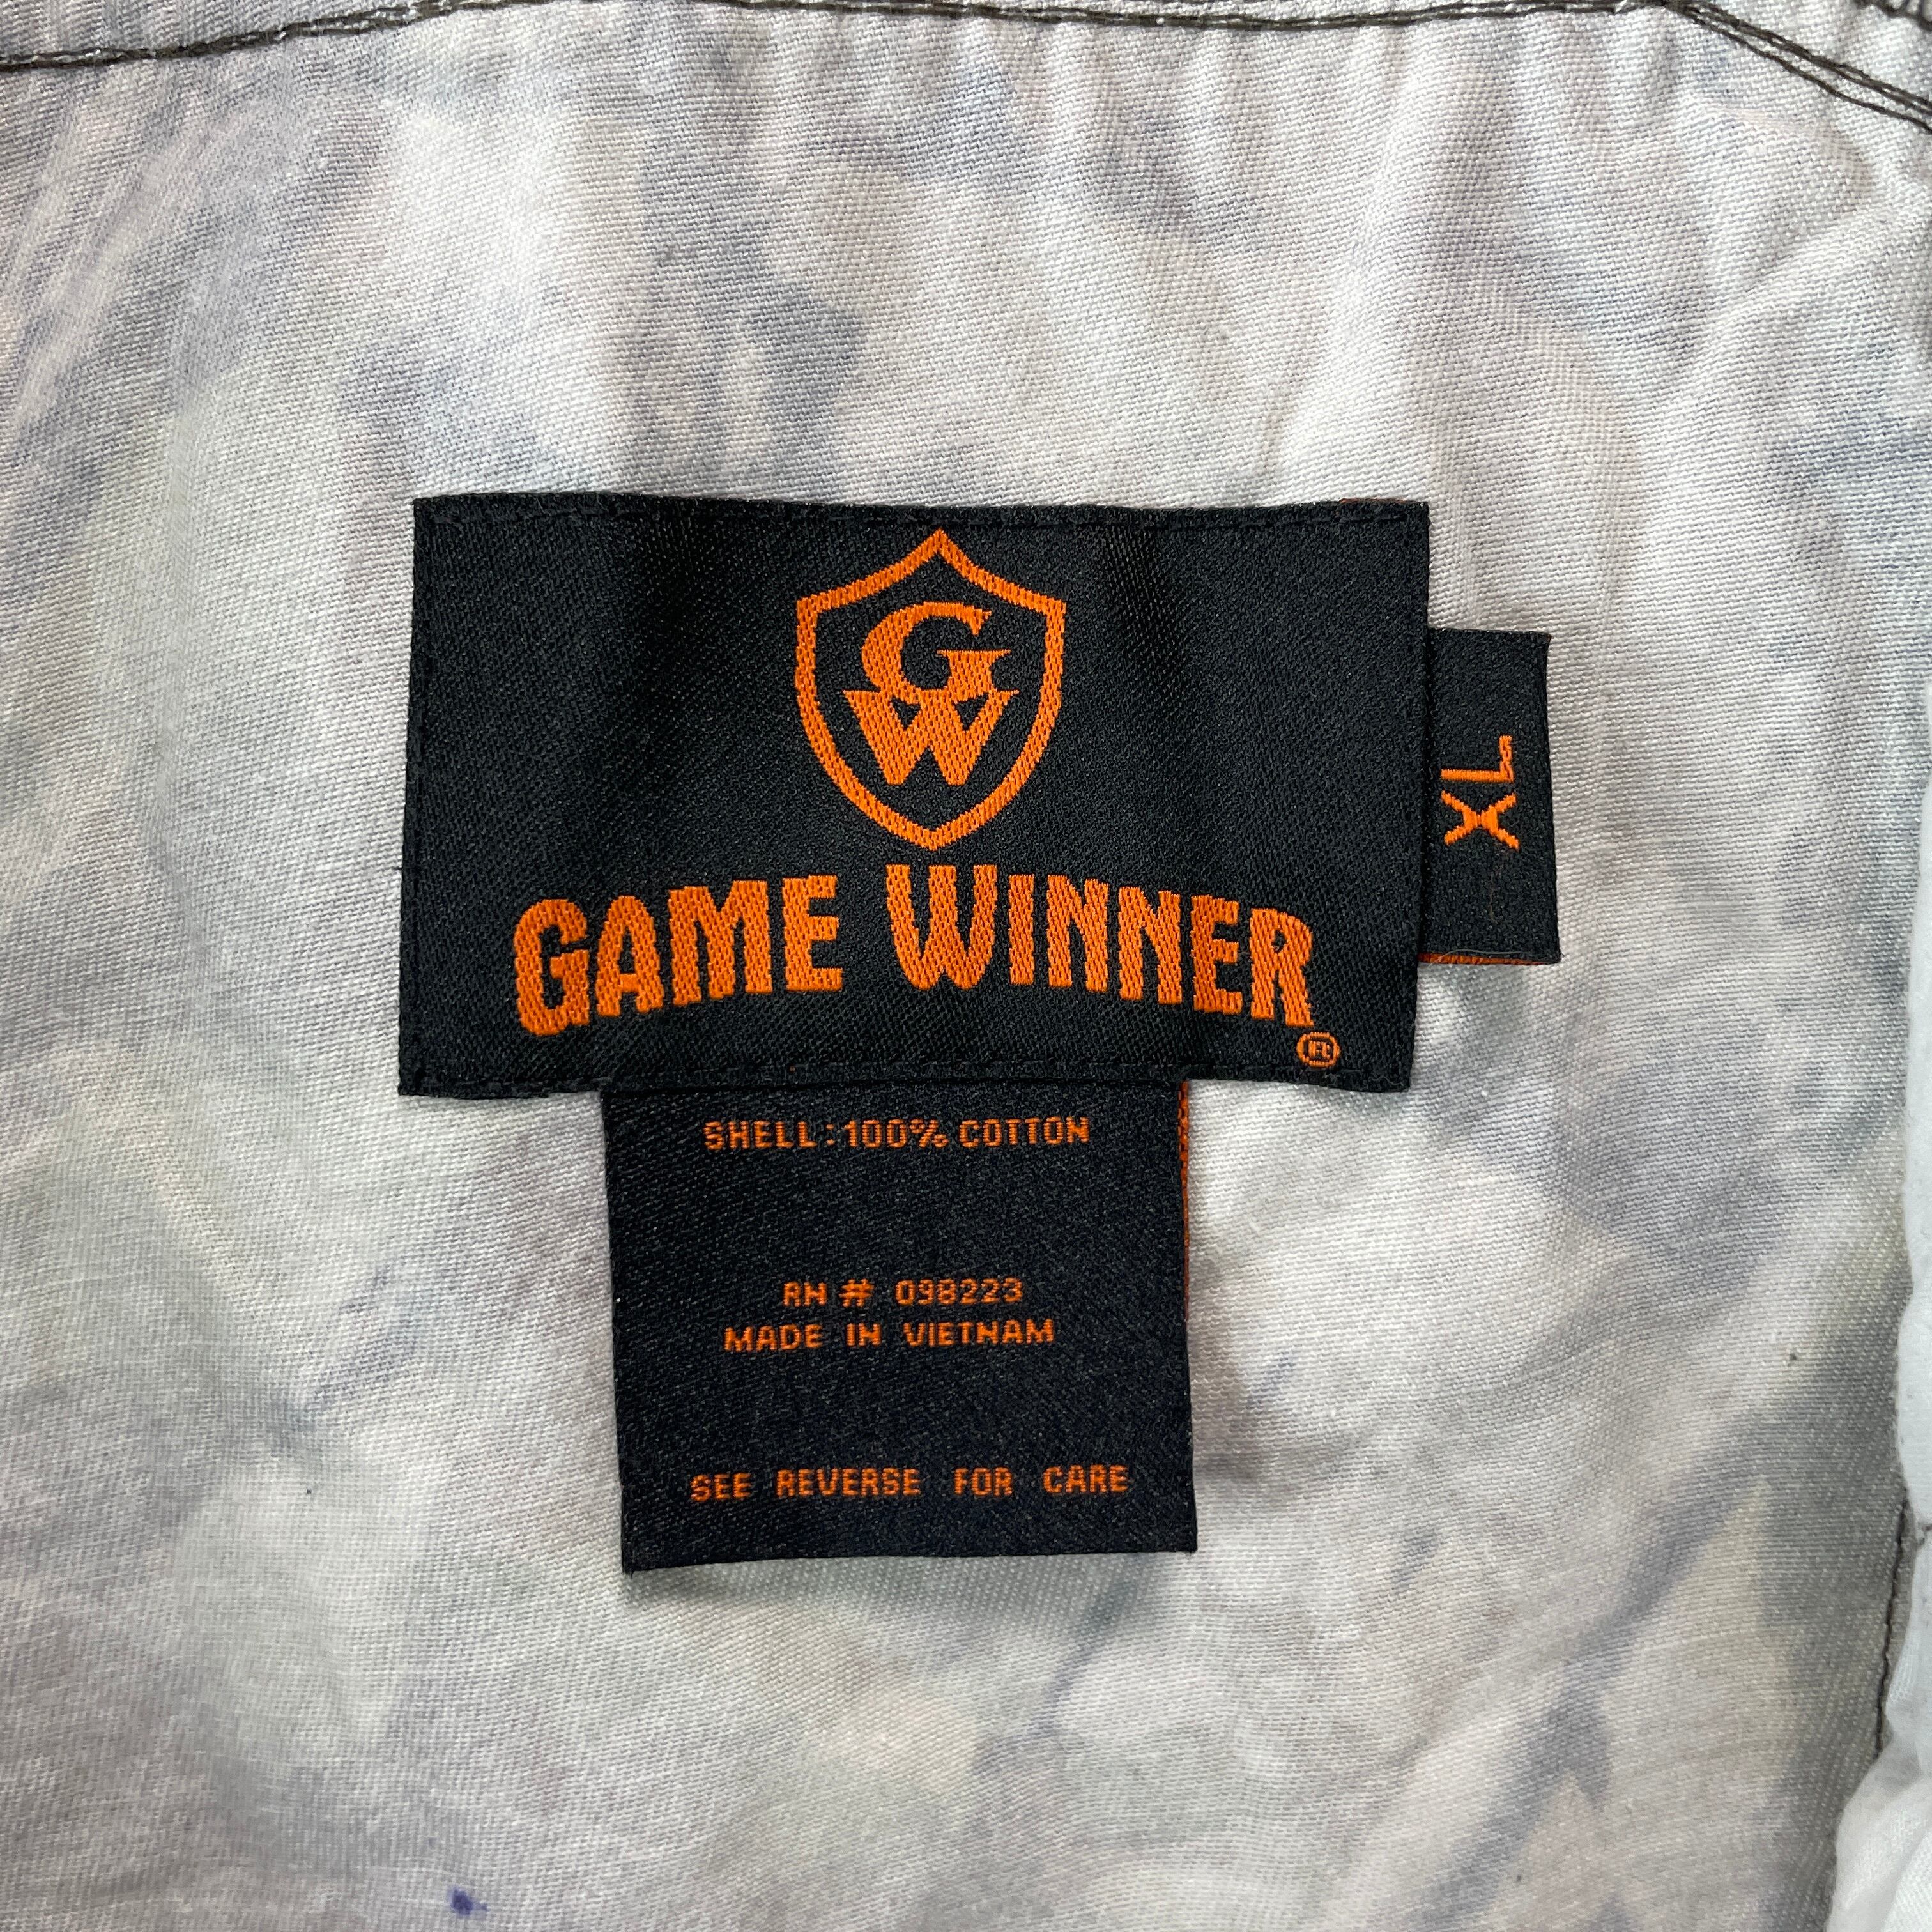 GW
GAME WINNER®
XL
SHELL:100% COTTON
RN # 098223
MADE IN VIETNAM
SEE REVERSE FOR CARE